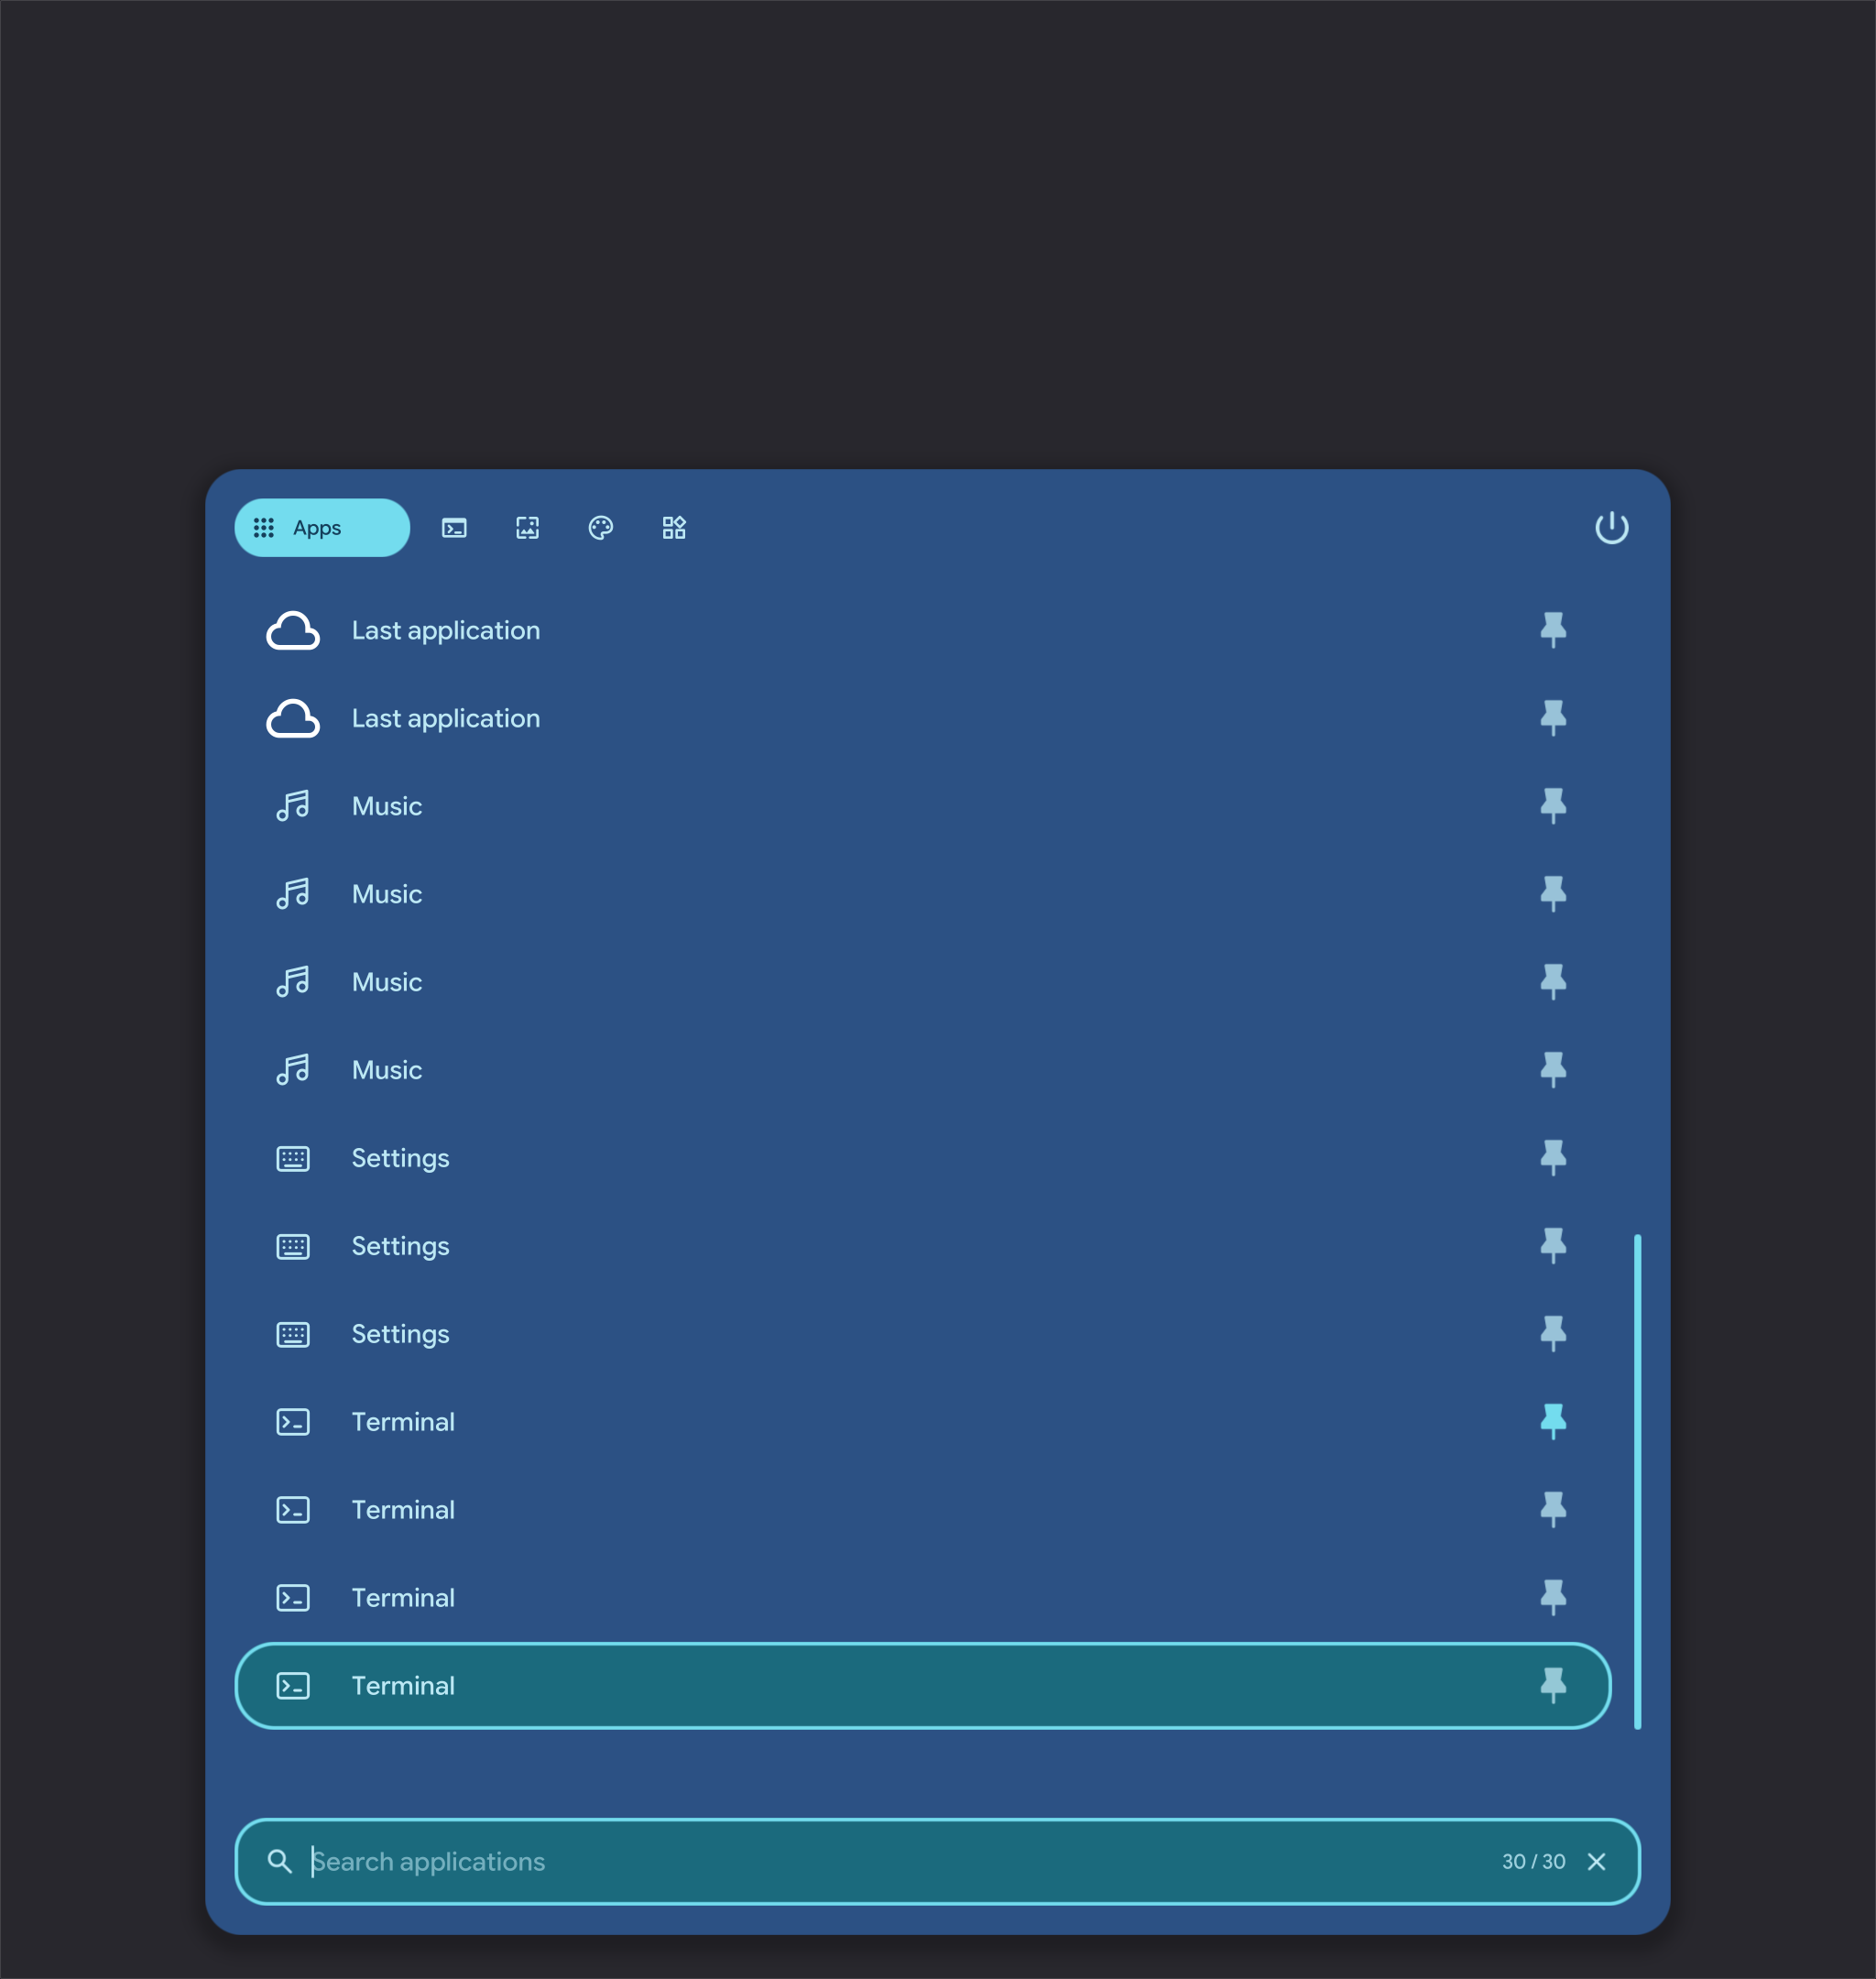 Apps
Last application
Last application
Music
Music
Music
Music
Settings
Settings
Settings
Terminal
Terminal
Terminal
Terminal
Search applications 30 / 30